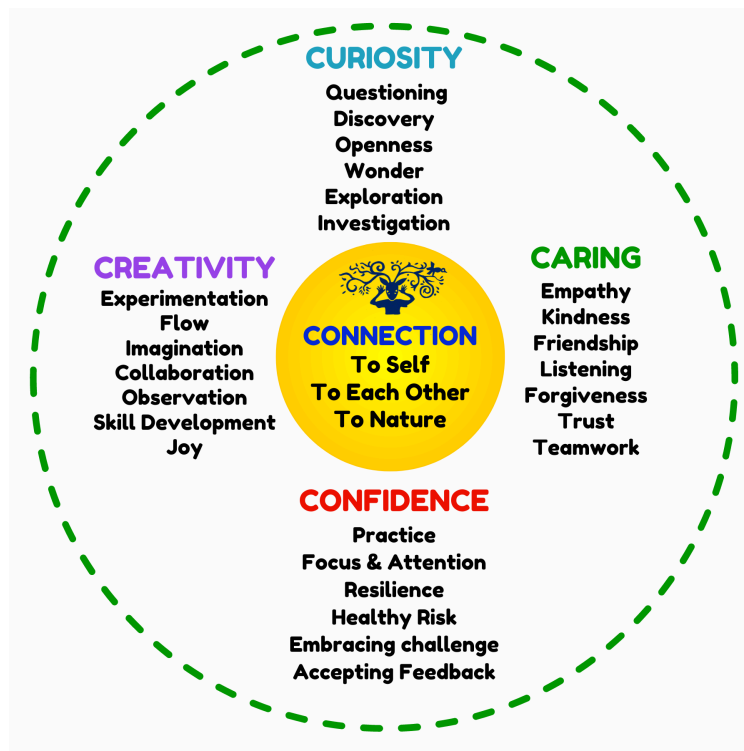 CURIOSITY
Questioning
Discovery
Openness
Wonder
Exploration
Investigation
CREATIVITY
Experimentation
Flow
Imagination
Collaboration
Observation
Skill Development
Joy
CONNECTION
To Self
To Each Other
To Nature
CARING
Empathy
Kindness
Friendship
Listening
Forgiveness
Trust
Teamwork
CONFIDENCE
Practice
Focus & Attention
Resilience
Healthy Risk
Embracing challenge
Accepting Feedback